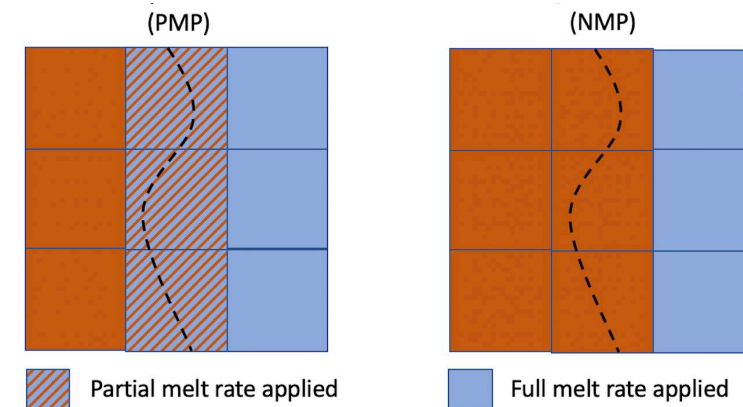 (PMP)
(NMP)
Partial melt rate applied
Full melt rate applied